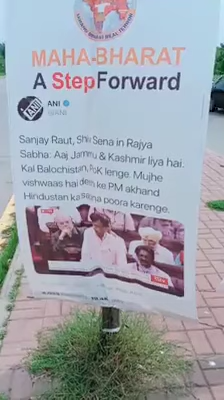 MAHA-BHARAT
A StepForward
ANI
ANI
Sanjay Raut, Shiv Sena in Rajya
Sabha: Aaj Jammu & Kashmir liya hai.
Kal Balochistan, PoK lenge. Mujhe
vishwaas hai desh ke PM akhand
Hindustan ka sapna poora karenge.